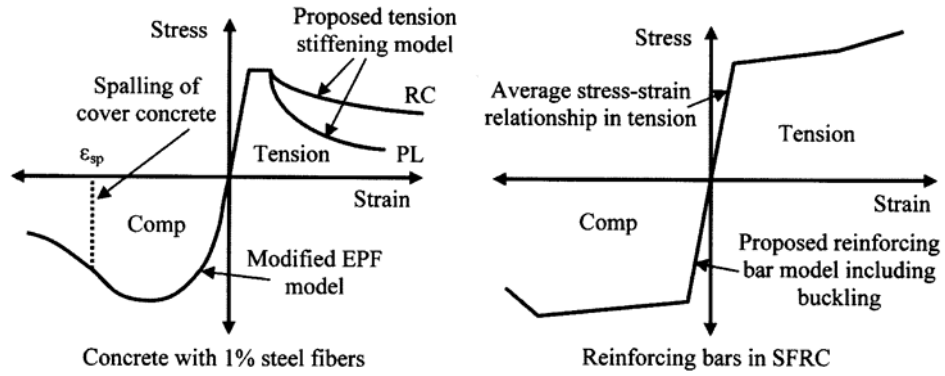 Stress
Proposed tension
stiffening model
Spalling of
cover concrete
RC
εsp
Tension
PL
Strain
Comp
Modified EPF
model
Concrete with 1% steel fibers
Stress
Average stress-strain
relationship in tension
Tension
Strain
Comp
Proposed reinforcing
bar model including
buckling
Reinforcing bars in SFRC